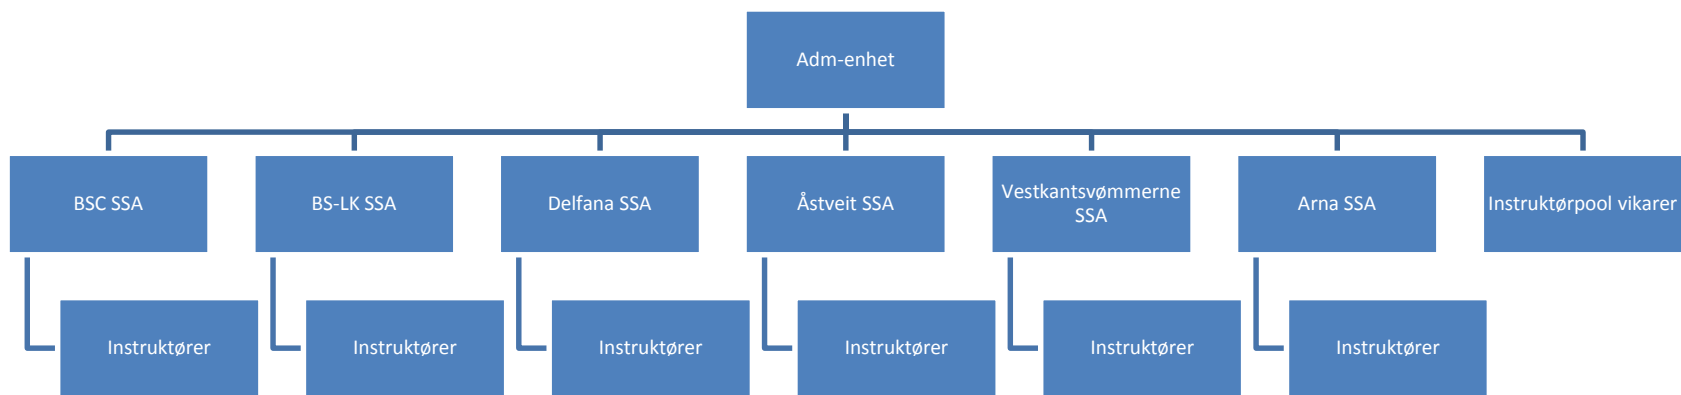 Adm-enhet
BSC SSA
BS-LK SSA
Delfana SSA
Åstveit SSA
Vestkantsvømmerne
SSA
Arna SSA
Instruktørpool vikarer
Instruktører
Instruktører
Instruktører
Instruktører
Instruktører
Instruktører